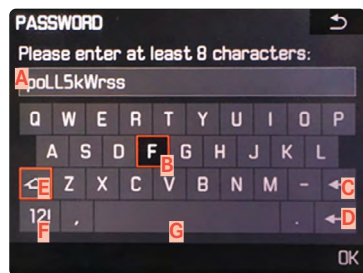 PASSWORD
Please enter at least 8 characters:
A poLL5kWrss
Q W E R T Y U I O P
A S D F G H J K L
B
E Z X C V B N M - C
12! , . D
F G
OK